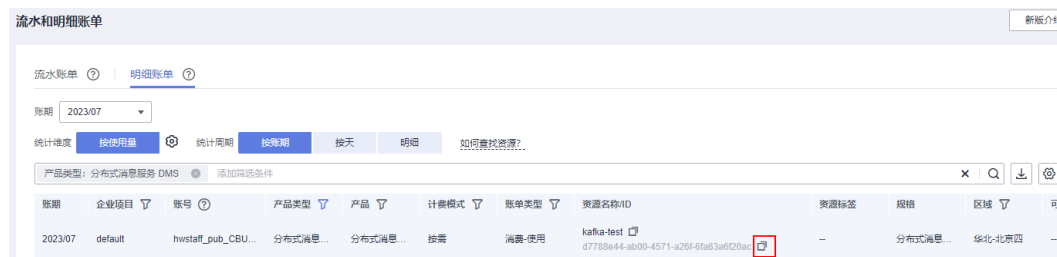 流水和明细账单
新版介绍
流水账单 ? 明细账单 ?
账期 2023/07
统计维度 按使用量 统计周期 按账期 按天 明细 如何查找资源?
产品类型: 分布式消息服务 DMS 添加筛选条件
账期 企业项目 账号 ? 产品类型 产品 计费模式 账单类型 资源名称/ID 资源标签 规格 区域 可
2023/07 default hwstaff_pub_CBU... 分布式消息... 分布式消息... 按需 消费-使用 kafka-test -- 分布式消息... 华北-北京四 --
d7788e44-ab00-4571-a26f-6fa63a6f20ac